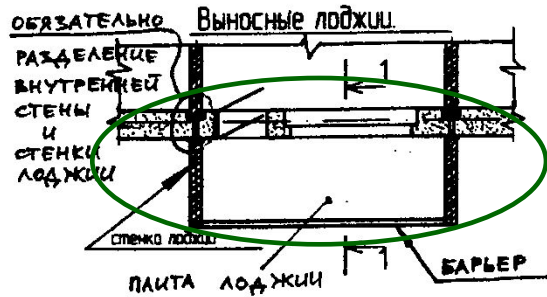 Выносные лоджии.
ОБЯЗАТЕЛЬНО
РАЗДЕЛЕНИЕ
ВНУТРЕННЕЙ
СТЕНЫ
И
СТЕНКИ
ЛОДЖИИ
1
стенка лоджии
1
ПЛИТА ЛОДЖИИ
БАРЬЕР